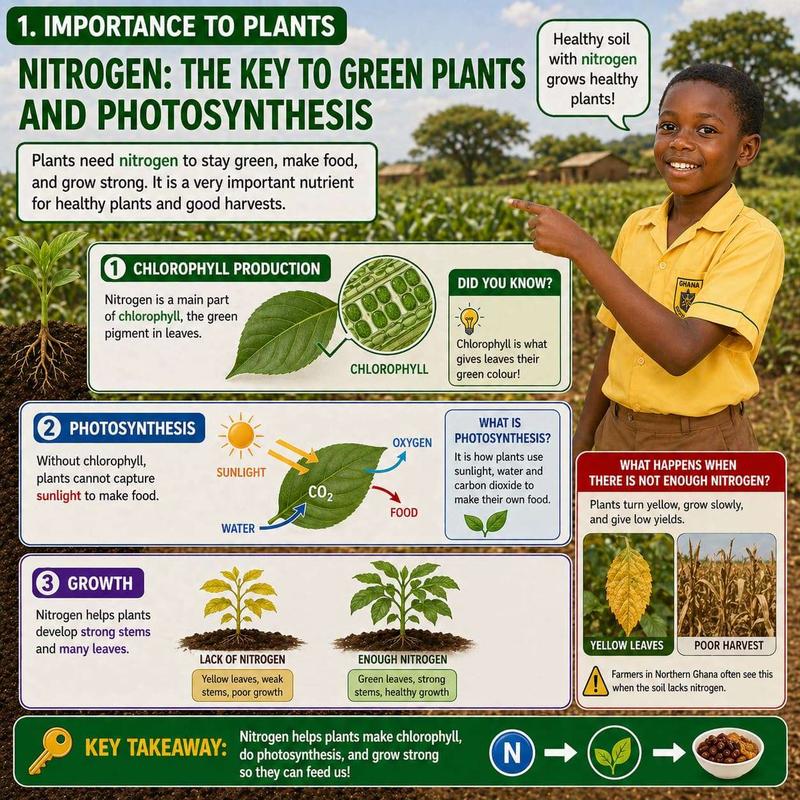 1. IMPORTANCE TO PLANTS
NITROGEN: THE KEY TO GREEN PLANTS
AND PHOTOSYNTHESIS
Plants need nitrogen to stay green, make food,
and grow strong. It is a very important nutrient
for healthy plants and good harvests.
Healthy soil
with nitrogen
grows healthy
plants!
GHANA
1 CHLOROPHYLL PRODUCTION
Nitrogen is a main part
of chlorophyll, the green
pigment in leaves.
CHLOROPHYLL
DID YOU KNOW?
Chlorophyll is what
gives leaves their
green colour!
2 PHOTOSYNTHESIS
Without chlorophyll,
plants cannot capture
sunlight to make food.
SUNLIGHT
CO₂
WATER
OXYGEN
FOOD
WHAT IS
PHOTOSYNTHESIS?
It is how plants use
sunlight, water and
carbon dioxide to
make their own food.
3 GROWTH
Nitrogen helps plants
develop strong stems
and many leaves.
LACK OF NITROGEN
Yellow leaves, weak
stems, poor growth
ENOUGH NITROGEN
Green leaves, strong
stems, healthy growth
WHAT HAPPENS WHEN
THERE IS NOT ENOUGH NITROGEN?
Plants turn yellow, grow slowly,
and give low yields.
YELLOW LEAVES
POOR HARVEST
Farmers in Northern Ghana often see this
when the soil lacks nitrogen.
KEY TAKEAWAY:
Nitrogen helps plants make chlorophyll,
do photosynthesis, and grow strong
so they can feed us!
N